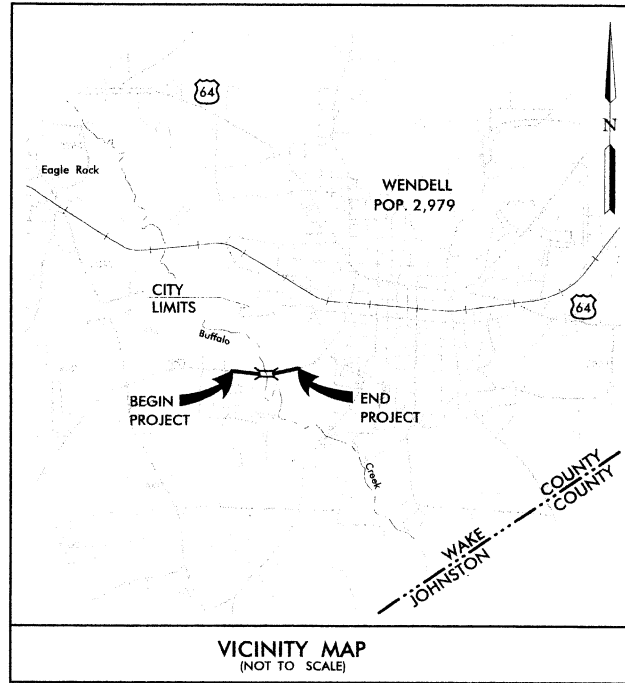 64
N
Eagle Rock
WENDELL
POP. 2,979
CITY
LIMITS
64
Buffalo
BEGIN
PROJECT
END
PROJECT
Creek
COUNTY
COUNTY
WAKE
JOHNSTON
VICINITY MAP
(NOT TO SCALE)